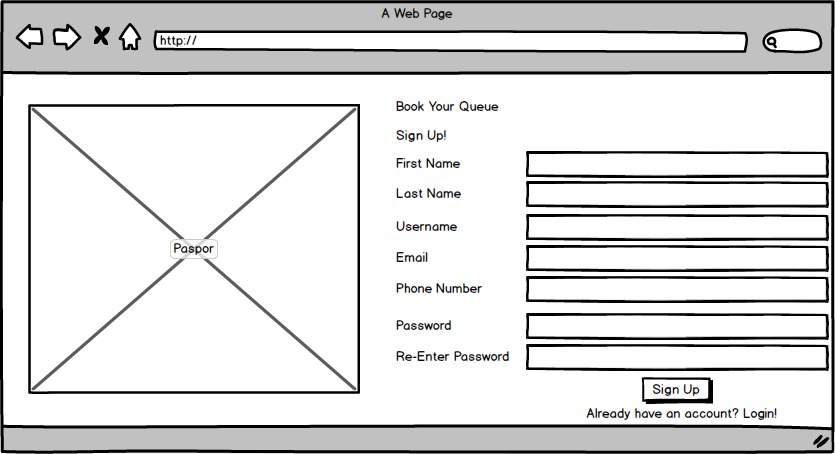 A Web Page
http://
Book Your Queue
Sign Up!
First Name
Last Name
Paspor
Username
Email
Phone Number
Password
Re-Enter Password
Sign Up
Already have an account? Login!